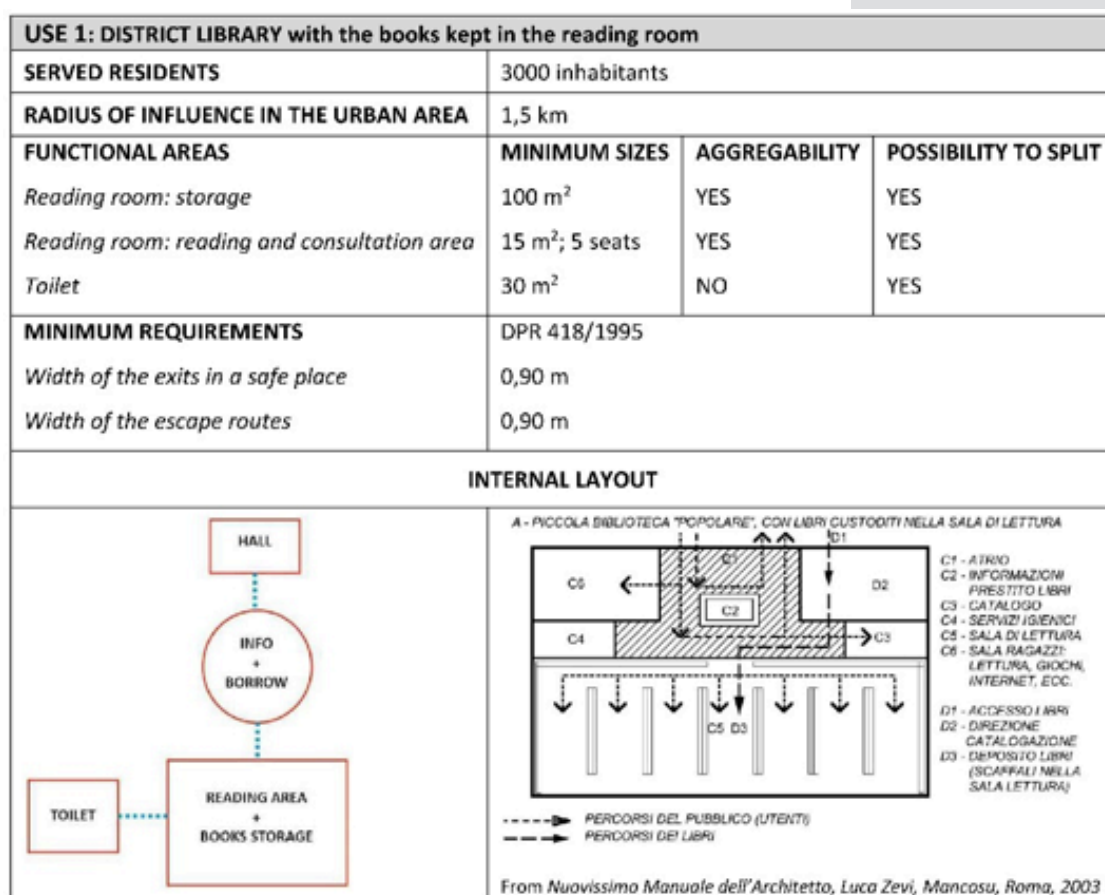 USE 1: DISTRICT LIBRARY with the books kept in the reading room
SERVED RESIDENTS 3000 inhabitants
RADIUS OF INFLUENCE IN THE URBAN AREA 1,5 km
FUNCTIONAL AREAS MINIMUM SIZES AGGREGABILITY POSSIBILITY TO SPLIT
Reading room: storage 100 m² YES YES
Reading room: reading and consultation area 15 m²; 5 seats YES YES
Toilet 30 m² NO YES
MINIMUM REQUIREMENTS DPR 418/1995
Width of the exits in a safe place 0,90 m
Width of the escape routes 0,90 m
INTERNAL LAYOUT
HALL
INFO
+
BORROW
TOILET
READING AREA
+
BOOKS STORAGE
A - PICCOLA BIBLIOTECA "POPOLARE", CON LIBRI CUSTODITI NELLA SALA DI LETTURA
D1
C1
C6
C2
D2
C4
C3
C5 D3
C1 - ATRIO
C2 - INFORMAZIONI
PRESTITO LIBRI
C3 - CATALOGO
C4 - SERVIZI IGIENICI
C5 - SALA DI LETTURA
C6 - SALA RAGAZZI:
LETTURA, GIOCHI,
INTERNET, ECC.
D1 - ACCESSO LIBRI
D2 - DIREZIONE
CATALOGAZIONE
D3 - DEPOSITO LIBRI
(SCAFFALI NELLA
SALA LETTURA)
PERCORSI DEL PUBBLICO (UTENTI)
PERCORSI DEI LIBRI
From Nuovissimo Manuale dell'Architetto, Luca Zevi, Mancosu, Roma, 2003